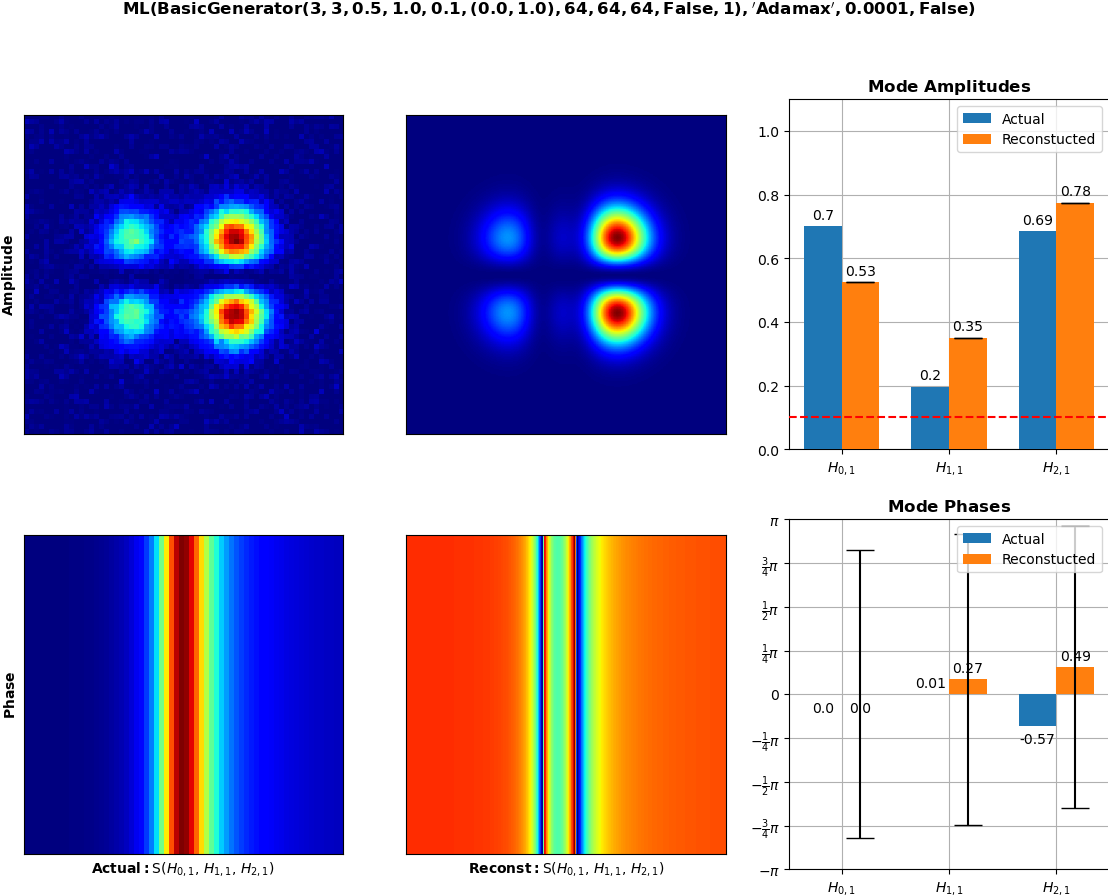 ML(BasicGenerator(3, 3, 0.5, 1.0, 0.1, (0.0, 1.0), 64, 64, 64, False, 1), ′Adamax′, 0.0001, False)
Amplitude
Mode Amplitudes
Actual
Reconstucted
1.0
0.8
0.6
0.4
0.2
0.0
0.7
0.53
0.2
0.35
0.69
0.78
H₀,₁
H₁,₁
H₂,₁
Phase
Actual: S(H₀,₁, H₁,₁, H₂,₁)
Reconst: S(H₀,₁, H₁,₁, H₂,₁)
Mode Phases
Actual
Reconstucted
π
3/4π
1/2π
1/4π
0
−1/4π
−1/2π
−3/4π
−π
0.0
0.0
0.01
0.27
-0.57
0.49
H₀,₁
H₁,₁
H₂,₁